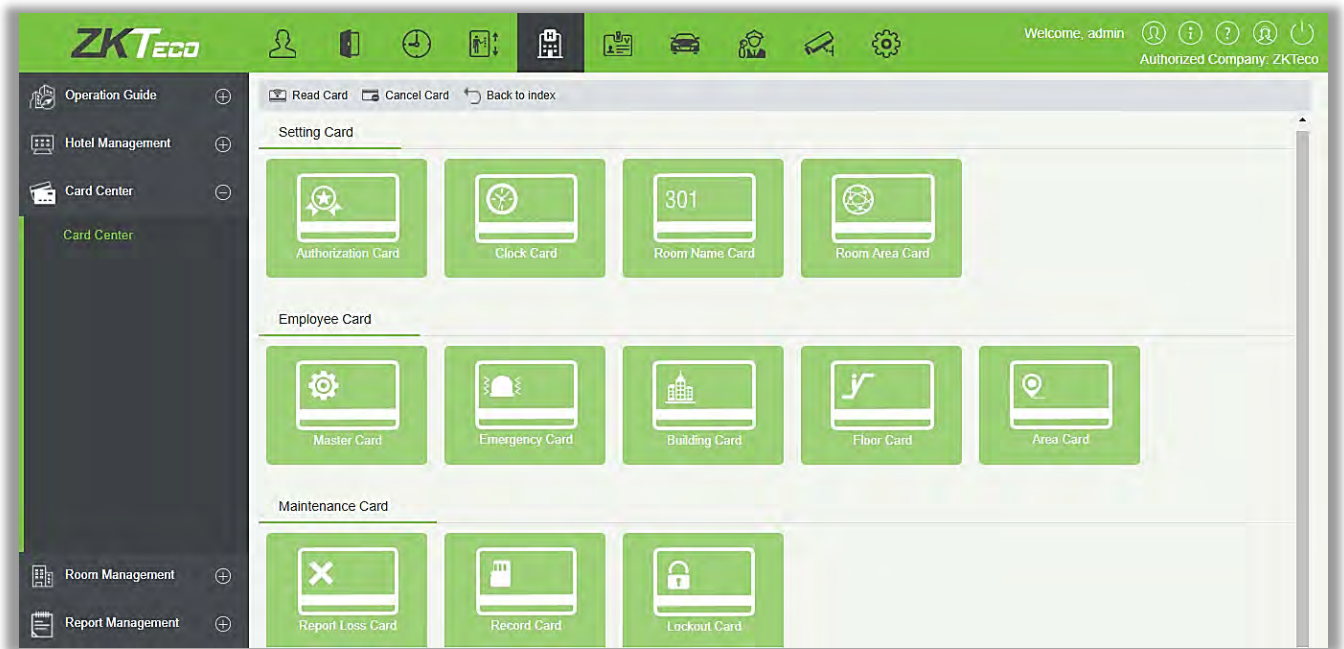 ZKTeco
Welcome, admin
Authorized Company: ZKTeco
Operation Guide
Hotel Management
Card Center
Card Center
Room Management
Report Management
Read Card Cancel Card Back to index
Setting Card
301
Authorization Card Clock Card Room Name Card Room Area Card
Employee Card
Master Card Emergency Card Building Card Floor Card Area Card
Maintenance Card
Report Loss Card Record Card Lockout Card